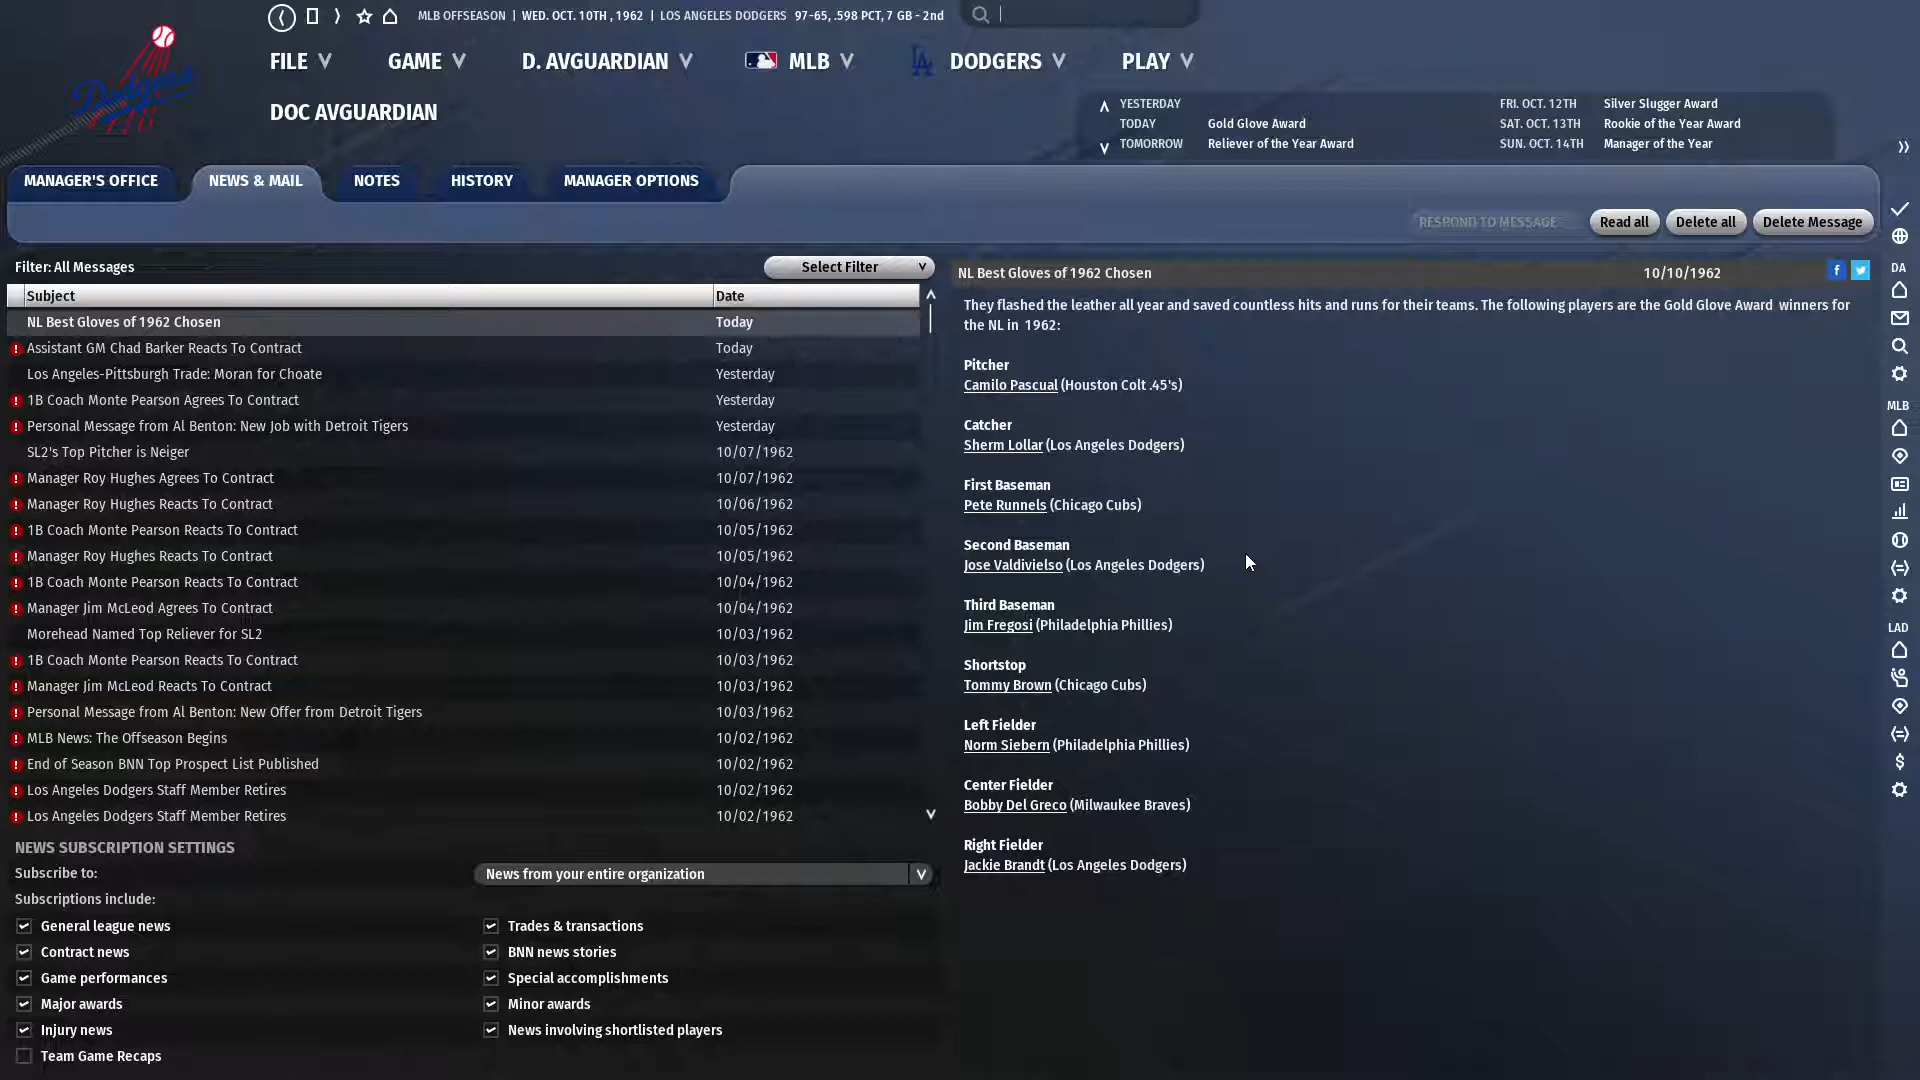 MLB OFFSEASON | WED. OCT. 10TH , 1962 | LOS ANGELES DODGERS 97-65, .598 PCT, 7 GB - 2nd
Dodgers
FILE GAME D. AVGUARDIAN MLB DODGERS PLAY
DOC AVGUARDIAN
YESTERDAY
TODAY Gold Glove Award
TOMORROW Reliever of the Year Award
FRI. OCT. 12TH Silver Slugger Award
SAT. OCT. 13TH Rookie of the Year Award
SUN. OCT. 14TH Manager of the Year
MANAGER'S OFFICE NEWS & MAIL NOTES HISTORY MANAGER OPTIONS
RESPOND TO MESSAGE Read all Delete all Delete Message
Filter: All Messages Select Filter
Subject Date
NL Best Gloves of 1962 Chosen Today
Assistant GM Chad Barker Reacts To Contract Today
Los Angeles-Pittsburgh Trade: Moran for Choate Yesterday
1B Coach Monte Pearson Agrees To Contract Yesterday
Personal Message from Al Benton: New Job with Detroit Tigers Yesterday
SL2's Top Pitcher is Neiger 10/07/1962
Manager Roy Hughes Agrees To Contract 10/07/1962
Manager Roy Hughes Reacts To Contract 10/06/1962
1B Coach Monte Pearson Reacts To Contract 10/05/1962
Manager Roy Hughes Reacts To Contract 10/05/1962
1B Coach Monte Pearson Reacts To Contract 10/04/1962
Manager Jim McLeod Agrees To Contract 10/04/1962
Morehead Named Top Reliever for SL2 10/03/1962
1B Coach Monte Pearson Reacts To Contract 10/03/1962
Manager Jim McLeod Reacts To Contract 10/03/1962
Personal Message from Al Benton: New Offer from Detroit Tigers 10/03/1962
MLB News: The Offseason Begins 10/02/1962
End of Season BNN Top Prospect List Published 10/02/1962
Los Angeles Dodgers Staff Member Retires 10/02/1962
Los Angeles Dodgers Staff Member Retires 10/02/1962
NEWS SUBSCRIPTION SETTINGS
Subscribe to: News from your entire organization
Subscriptions include:
General league news Trades & transactions
Contract news BNN news stories
Game performances Special accomplishments
Major awards Minor awards
Injury news News involving shortlisted players
Team Game Recaps
NL Best Gloves of 1962 Chosen 10/10/1962
They flashed the leather all year and saved countless hits and runs for their teams. The following players are the Gold Glove Award winners for
the NL in 1962:
Pitcher
Camilo Pascual (Houston Colt .45's)
Catcher
Sherm Lollar (Los Angeles Dodgers)
First Baseman
Pete Runnels (Chicago Cubs)
Second Baseman
Jose Valdivielso (Los Angeles Dodgers)
Third Baseman
Jim Fregosi (Philadelphia Phillies)
Shortstop
Tommy Brown (Chicago Cubs)
Left Fielder
Norm Siebern (Philadelphia Phillies)
Center Fielder
Bobby Del Greco (Milwaukee Braves)
Right Fielder
Jackie Brandt (Los Angeles Dodgers)
DA
MLB
LAD